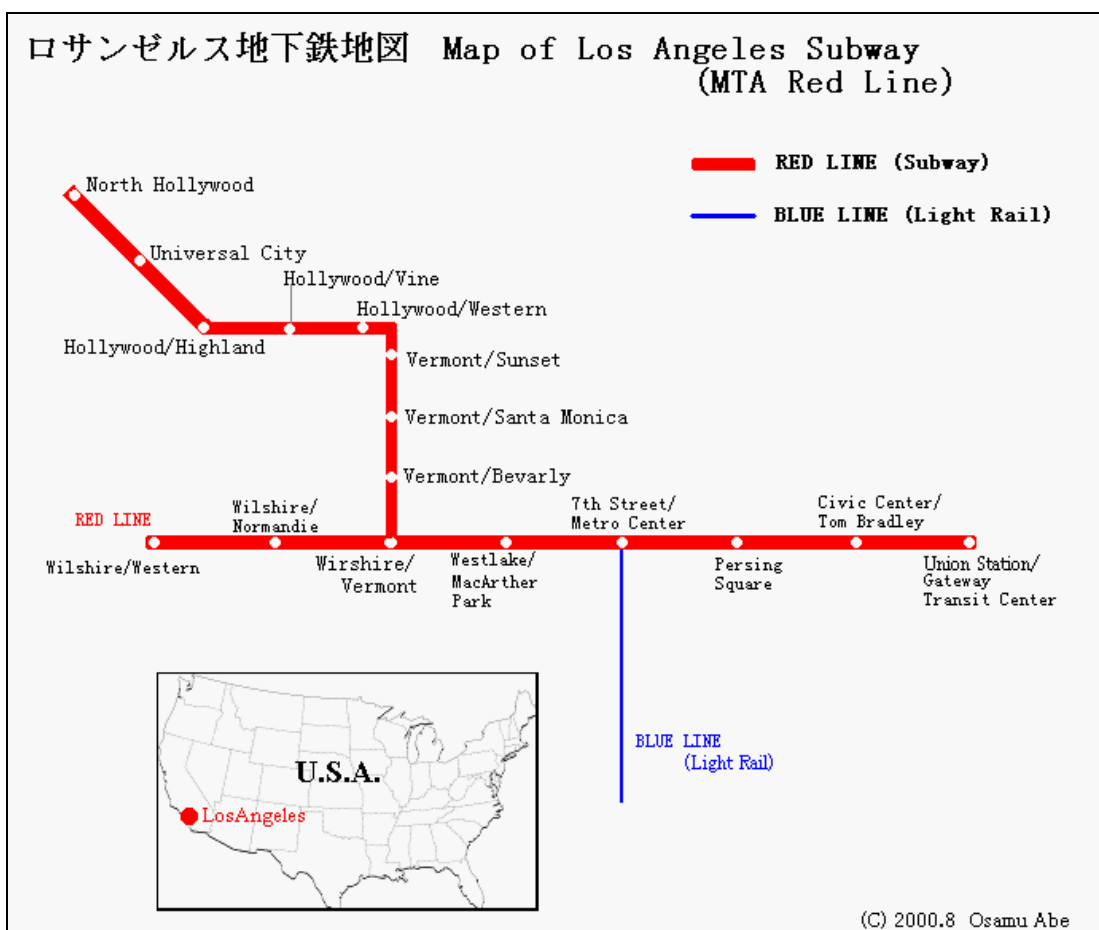 ロサンゼルス地下鉄地図 Map of Los Angeles Subway
(MTA Red Line)
RED LINE (Subway)
BLUE LINE (Light Rail)
North Hollywood
Universal City
Hollywood/Vine
Hollywood/Western
Hollywood/Highland
Vermont/Sunset
Vermont/Santa Monica
Vermont/Bevarly
RED LINE
Wilshire/
Normandie
7th Street/
Metro Center
Civic Center/
Tom Bradley
Wilshire/Western
Wirshire/
Vermont
Westlake/
MacArther
Park
Persing
Square
Union Station/
Gateway
Transit Center
BLUE LINE
(Light Rail)
U.S.A.
LosAngeles
(C) 2000.8 Osamu Abe